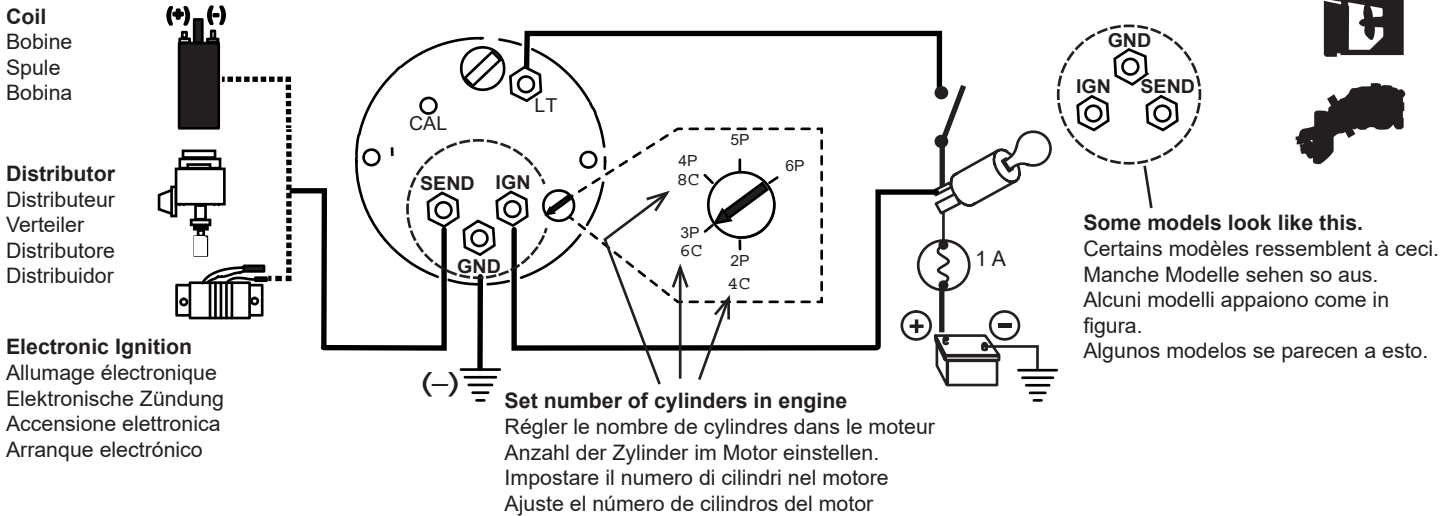 Coil
Bobine
Spule
Bobina
(+) (-)
Distributor
Distributeur
Verteiler
Distributore
Distribuidor
Electronic Ignition
Allumage électronique
Elektronische Zündung
Accensione elettronica
Arranque electrónico
LT
CAL
SEND
IGN
GND
(–)
5P
4P
8C
6P
3P
6C
2P
4C
Set number of cylinders in engine
Régler le nombre de cylindres dans le moteur
Anzahl der Zylinder im Motor einstellen.
Impostare il numero di cilindri nel motore
Ajuste el número de cilindros del motor
1 A
+
–
GND
IGN
SEND
Some models look like this.
Certains modèles ressemblent à ceci.
Manche Modelle sehen so aus.
Alcuni modelli appaiono come in
figura.
Algunos modelos se parecen a esto.